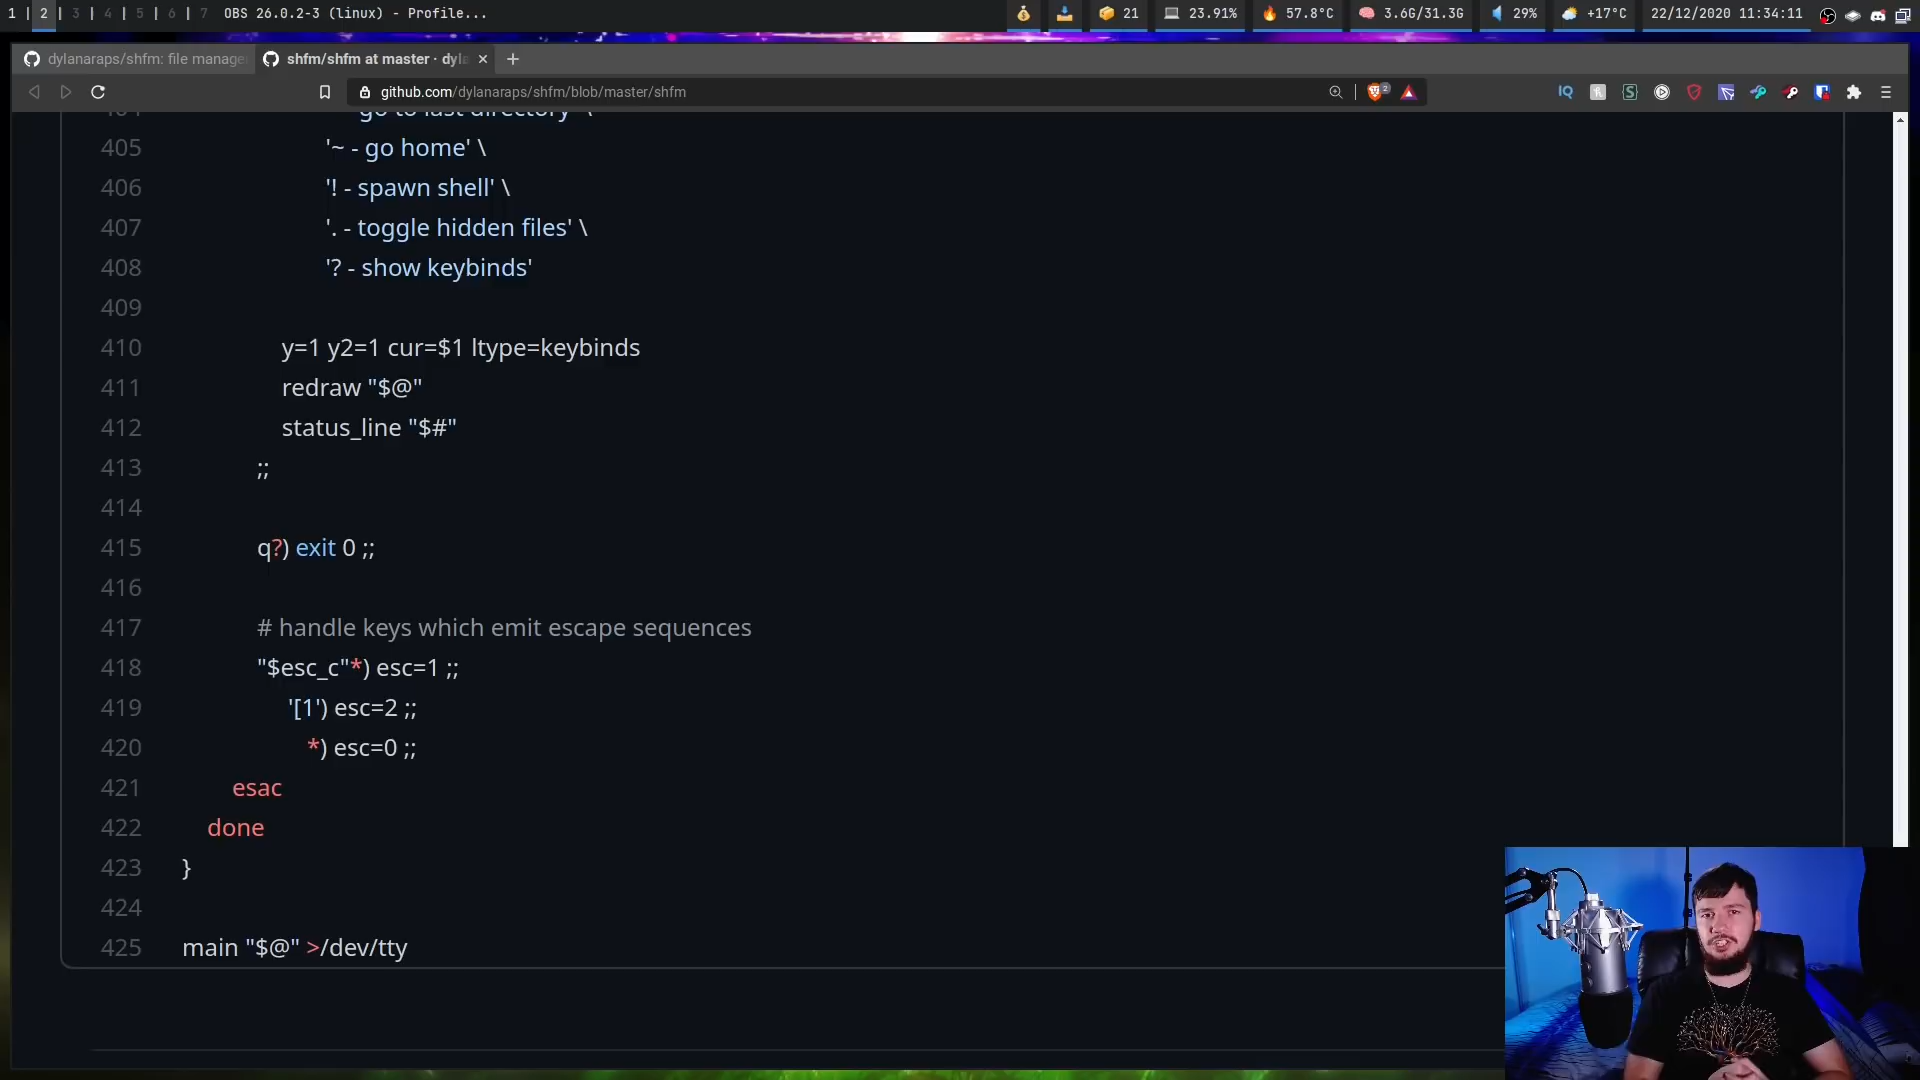 1 | 2 | 3 | 4 | 5 | 6 | 7 OBS 26.0.2-3 (linux) - Profile...
21 23.91% 57.8°C 3.6G/31.3G 29% +17°C 22/12/2020 11:34:11
dylanaraps/shfm: file manage
shfm/shfm at master · dyla
github.com/dylanaraps/shfm/blob/master/shfm
go to last directory' \
405 '~ - go home' \
406 '! - spawn shell' \
407 '. - toggle hidden files' \
408 '? - show keybinds'
409
410 y=1 y2=1 cur=$1 ltype=keybinds
411 redraw "$@"
412 status_line "$#"
413 ;;
414
415 q?) exit 0 ;;
416
417 # handle keys which emit escape sequences
418 "$esc_c"*) esc=1 ;;
419 '[1') esc=2 ;;
420 *) esc=0 ;;
421 esac
422 done
423 }
424
425 main "$@" >/dev/tty